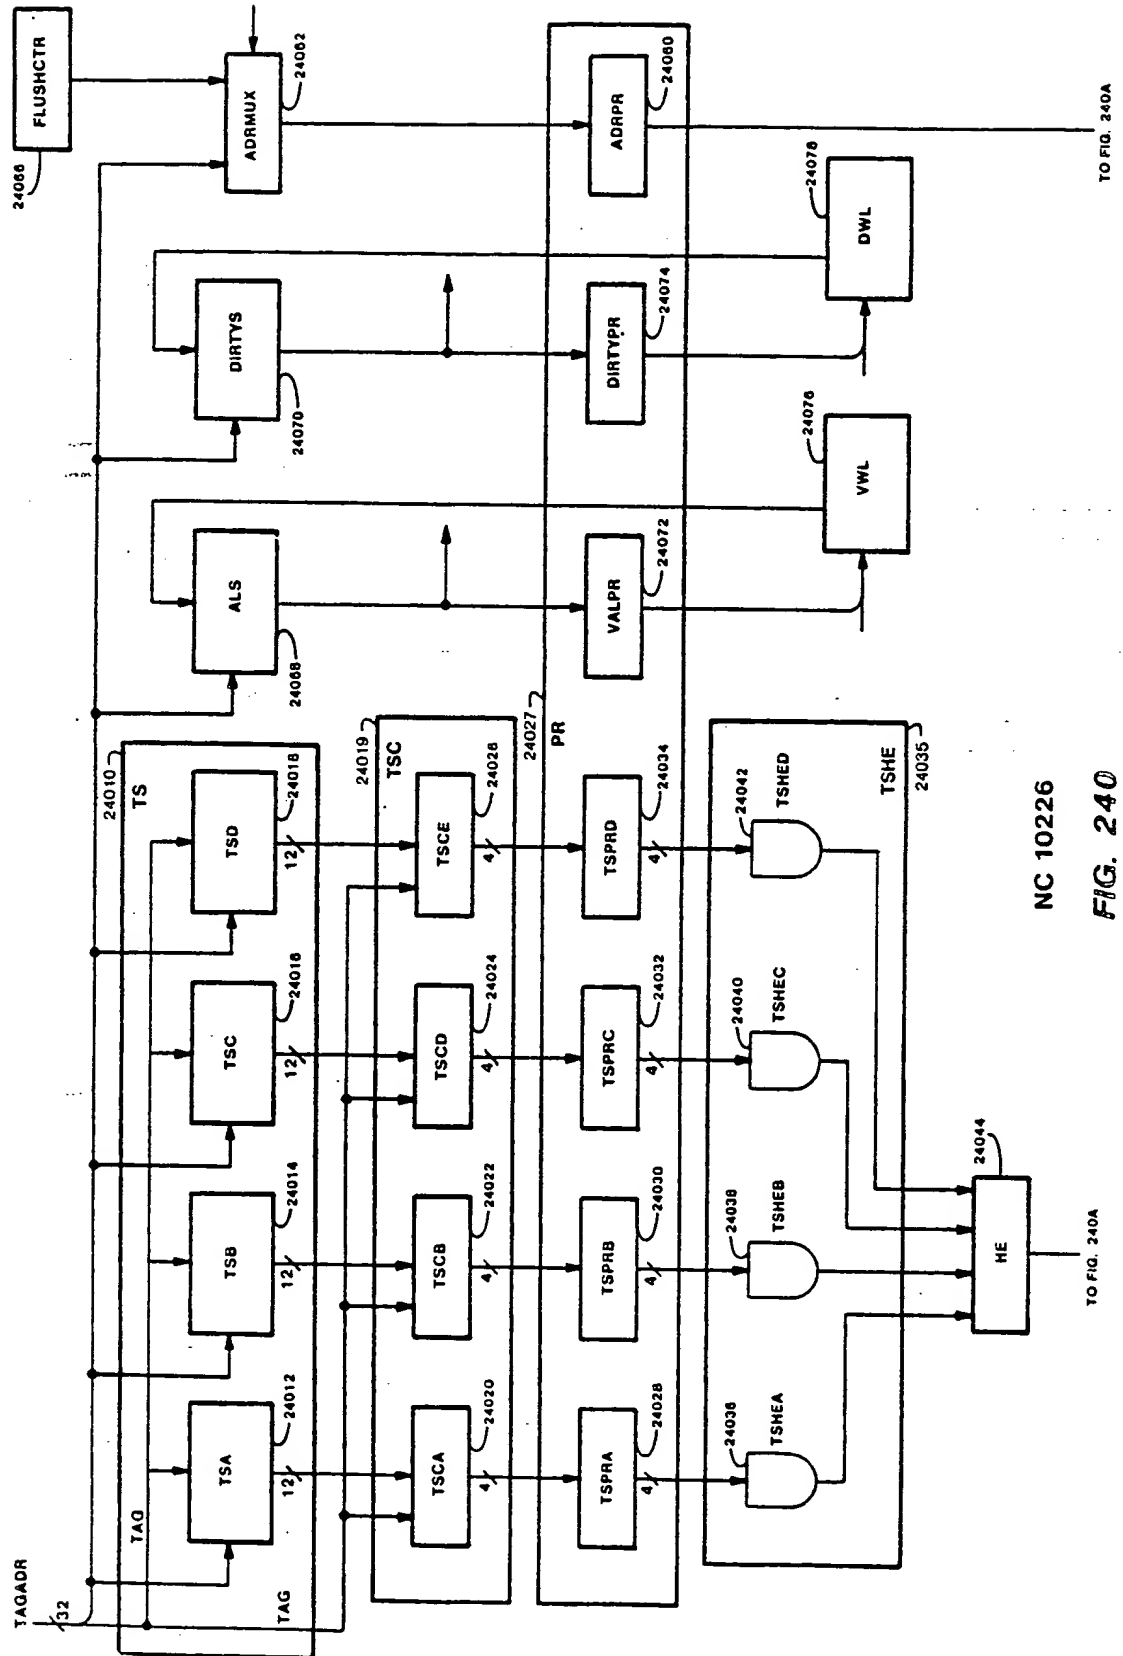 TAGADR
32
FLUSHCTR
24066
ADRMUX
24062
24010
TS
TAG
TAG
TSA
24012
12
TSB
24014
12
TSC
24016
12
TSD
24018
12
ALS
24068
DIRTYS
24070
24019
TSC
TSCA
24020
4
TSCB
24022
4
TSCD
24024
4
TSCE
24026
4
24027
PR
TSPRA
24028
4
TSPRB
24030
4
TSPRC
24032
4
TSPRD
24034
4
VALPR
24072
DIRTYPR
24074
ADRPR
24060
24036
TSHEA
24038
TSHEB
24040
TSHEC
24042
TSHED
TSHE
24035
VWL
24076
DWL
24078
TO FIG. 240A
HE
24044
TO FIG. 240A
NC 10226
FIG. 240